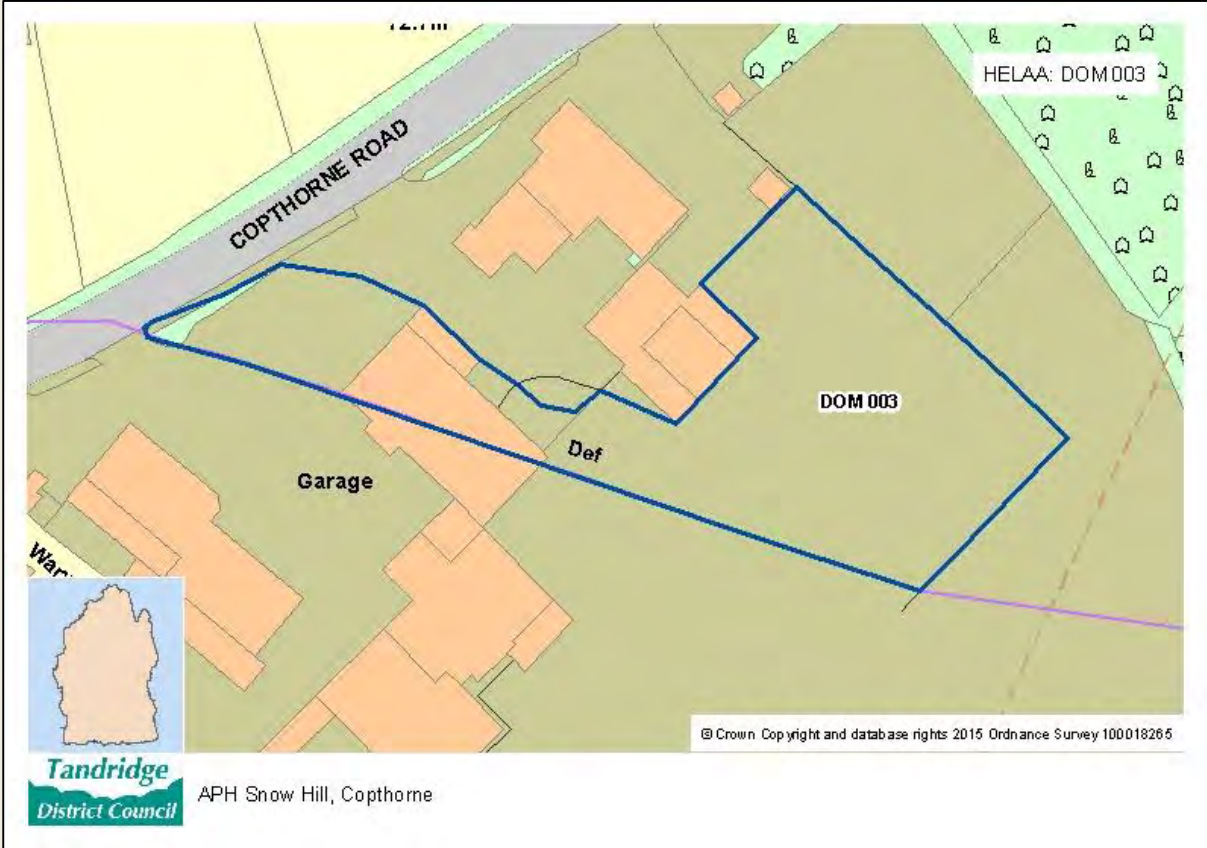 HELAA: DOM 003
COPTHORNE ROAD
DOM 003
Def
Garage
© Crown Copyright and database rights 2015 Ordnance Survey 100018265
Tandridge
District Council
APH Snow Hill, Copthorne